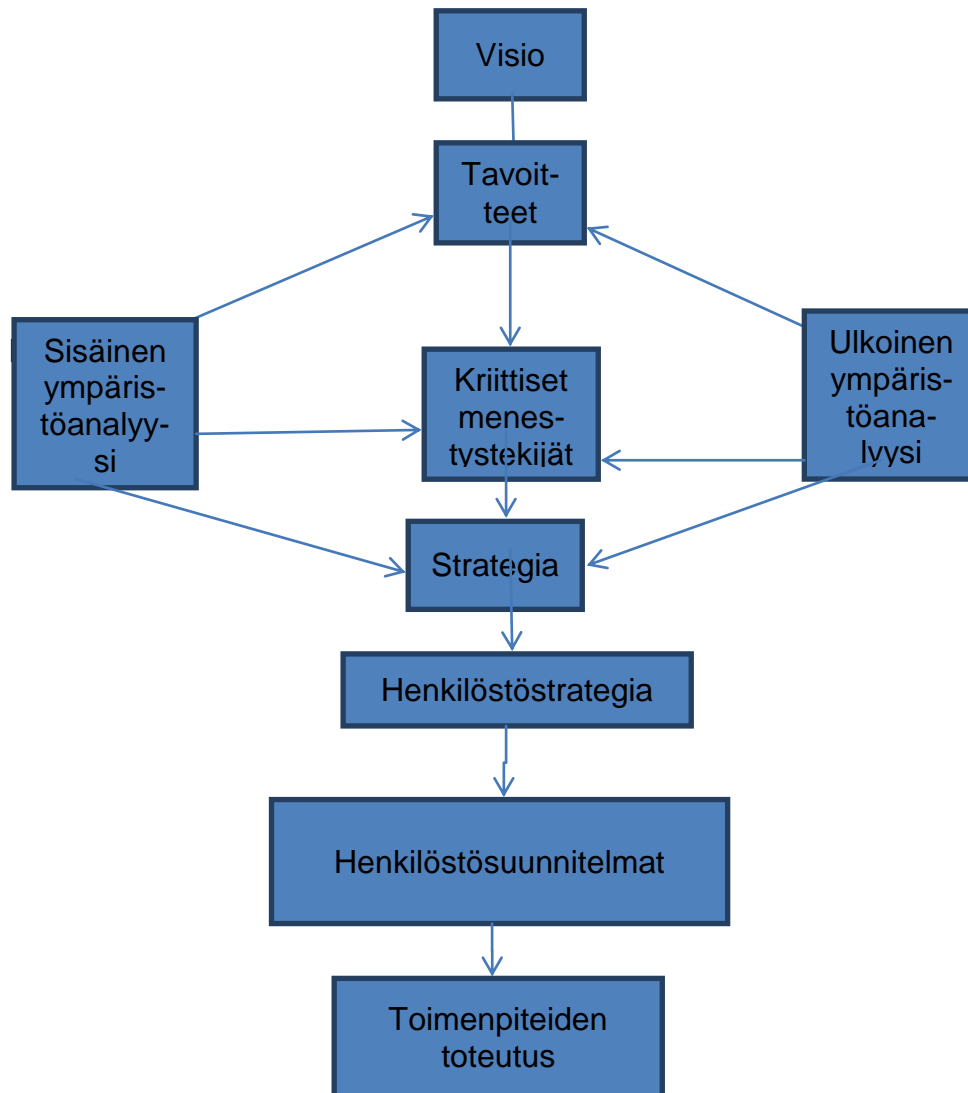 Visio
Tavoit-
teet
Sisäinen
ympäris-
töanalyy-
si
Kriittiset
menes-
tystekijät
Ulkoinen
ympäris-
töana-
lyysi
Strategia
Henkilöstöstrategia
Henkilöstösuunnitelmat
Toimenpiteiden
toteutus